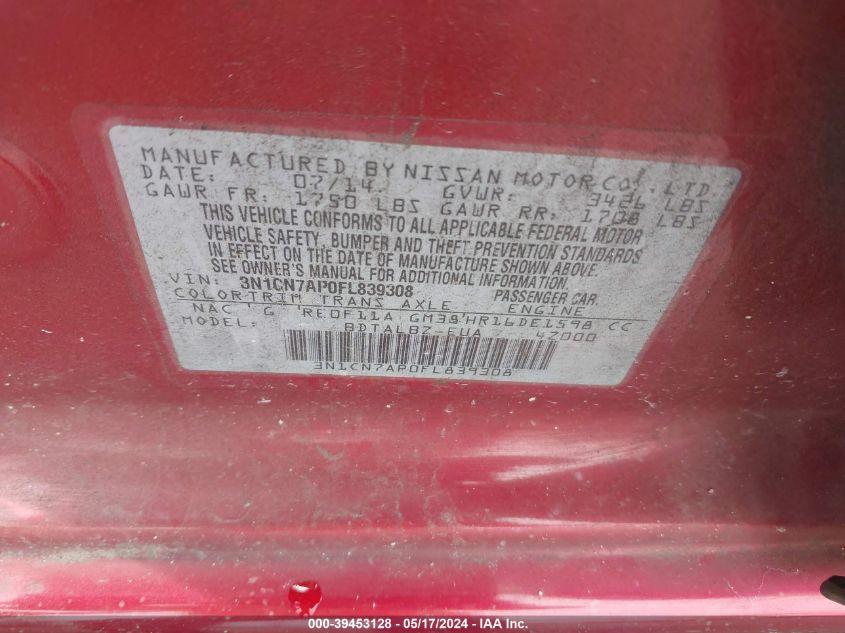 MANUFACTURED BY NISSAN MOTOR CO., LTD.
DATE: 07/14 GVWR: 3426 LBS
GAWR FR: 1750 LBS GAWR RR: 1708 LBS
THIS VEHICLE CONFORMS TO ALL APPLICABLE FEDERAL MOTOR
VEHICLE SAFETY, BUMPER AND THEFT PREVENTION STANDARDS
IN EFFECT ON THE DATE OF MANUFACTURE SHOWN ABOVE.
SEE OWNER'S MANUAL FOR ADDITIONAL INFORMATION.
VIN: 3N1CN7AP0FL839308 PASSENGER CAR
COLOR TRIM TRANS AXLE ENGINE
NAC G RE0F11A GM38 HR16DE1598 CC
MODEL: BDTALBZ-EUA 42000
3N1CN7AP0FL839308
000-39453128 - 05/17/2024 - IAA Inc.